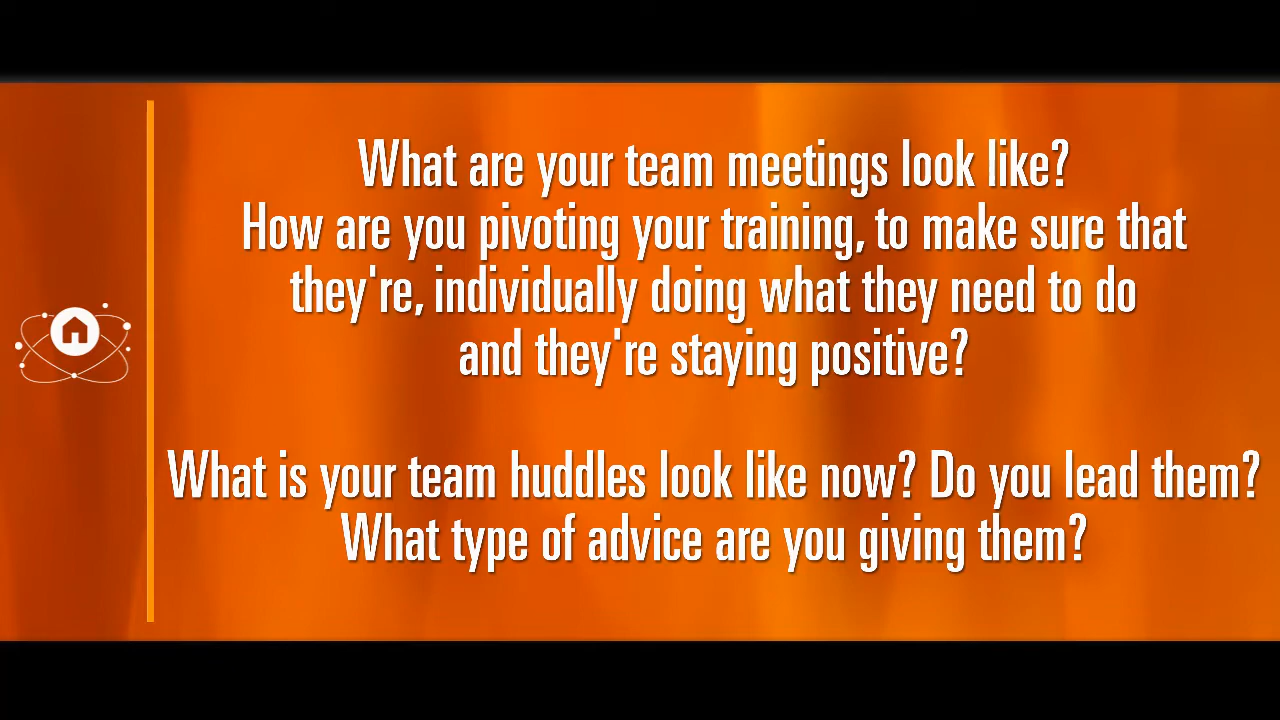 What are your team meetings look like?
How are you pivoting your training, to make sure that
they're, individually doing what they need to do
and they're staying positive?
What is your team huddles look like now? Do you lead them?
What type of advice are you giving them?